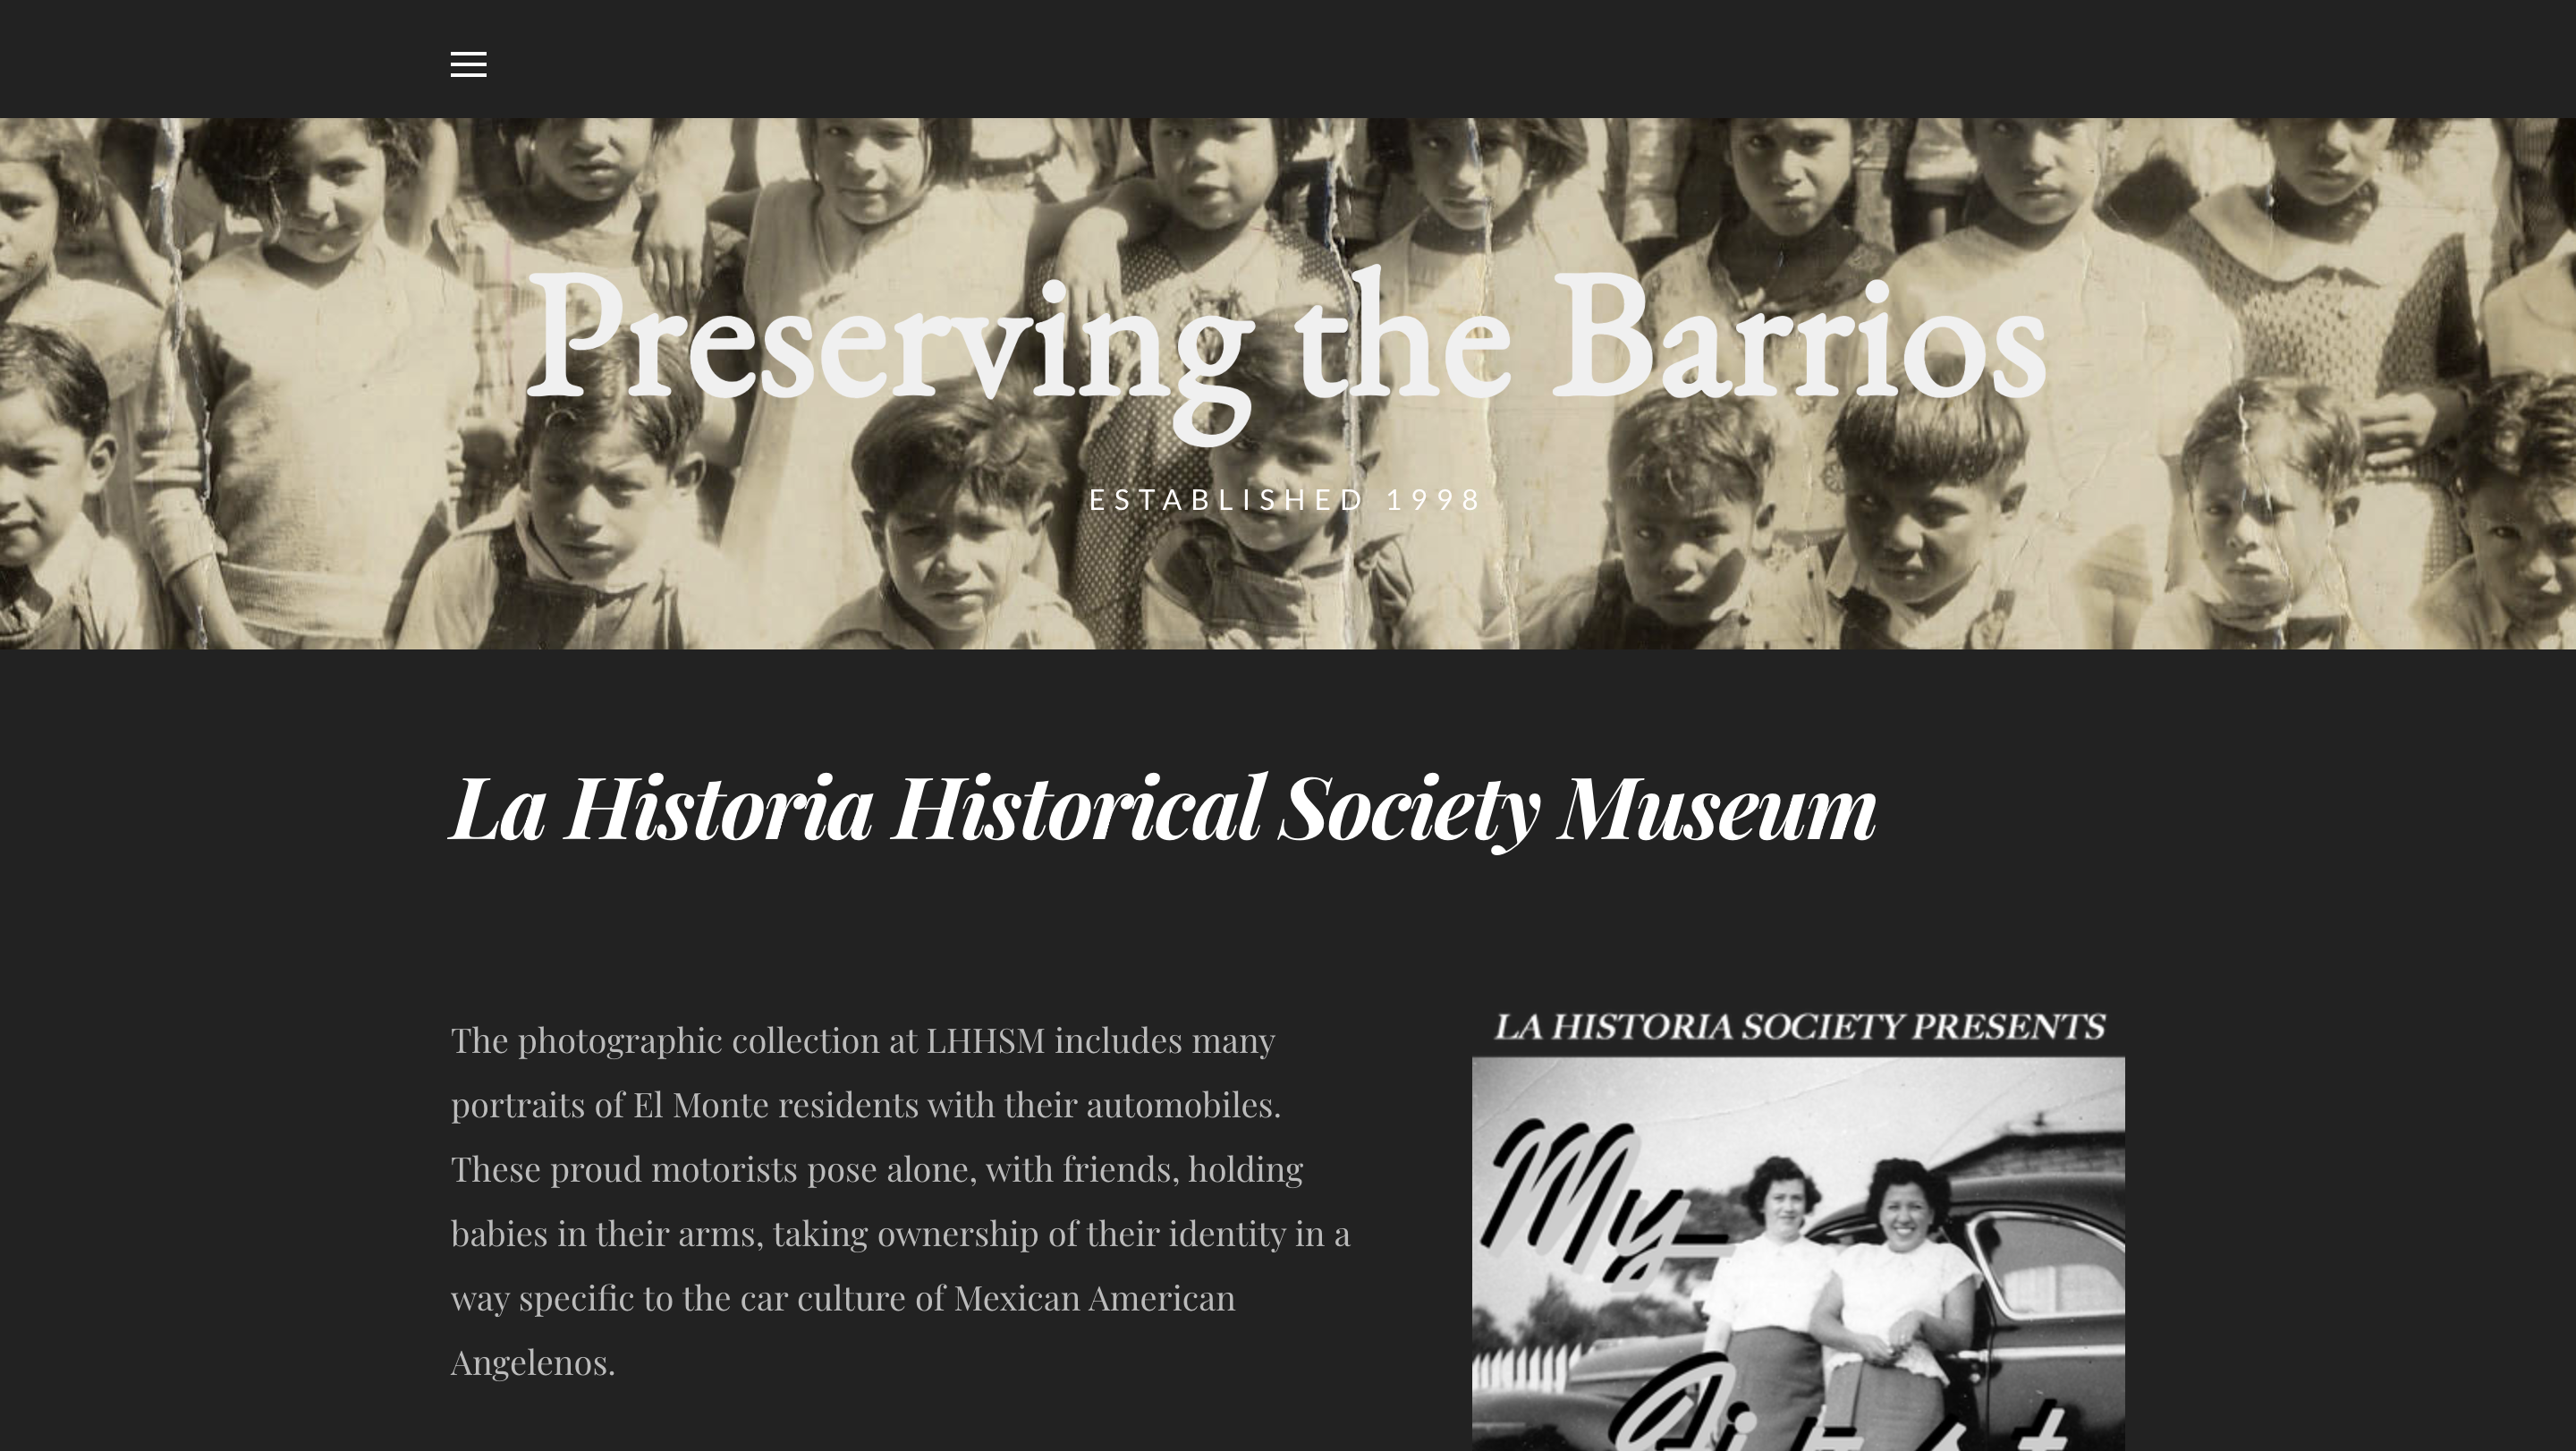 Preserving the Barrios
ESTABLISHED 1998
La Historia Historical Society Museum
The photographic collection at LHHSM includes many
portraits of El Monte residents with their automobiles.
These proud motorists pose alone, with friends, holding
babies in their arms, taking ownership of their identity in a
way specific to the car culture of Mexican American
Angelenos.
LA HISTORIA SOCIETY PRESENTS
My
First